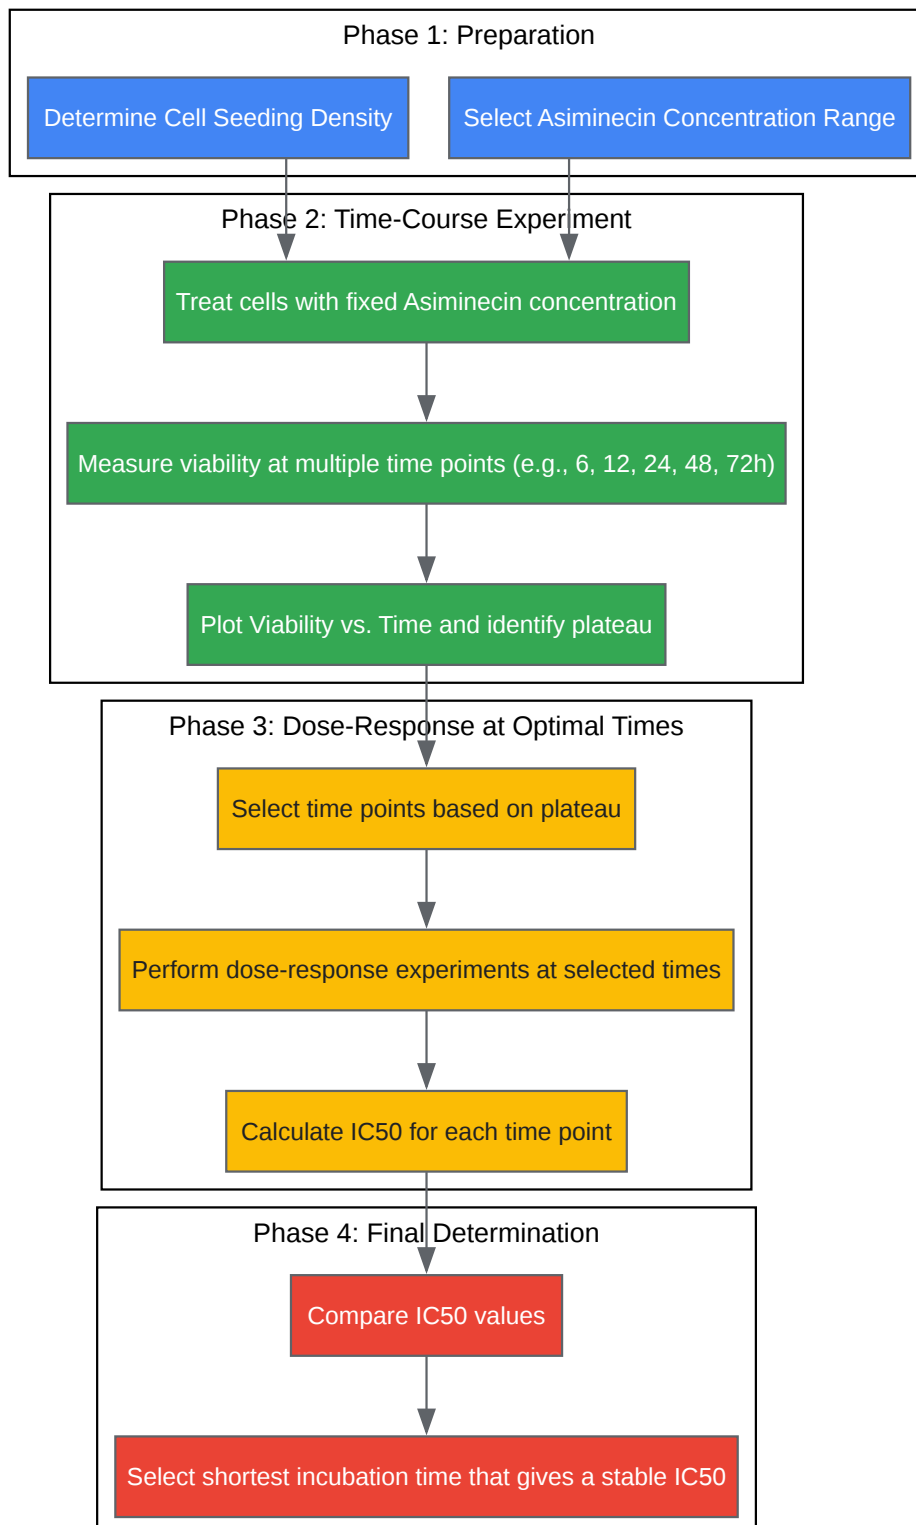 Phase 1: Preparation
Determine Cell Seeding Density
Select Asiminecin Concentration Range
Phase 2: Time-Course Experiment
Treat cells with fixed Asiminecin concentration
Measure viability at multiple time points (e.g., 6, 12, 24, 48, 72h)
Plot Viability vs. Time and identify plateau
Phase 3: Dose-Response at Optimal Times
Select time points based on plateau
Perform dose-response experiments at selected times
Calculate IC50 for each time point
Phase 4: Final Determination
Compare IC50 values
Select shortest incubation time that gives a stable IC50